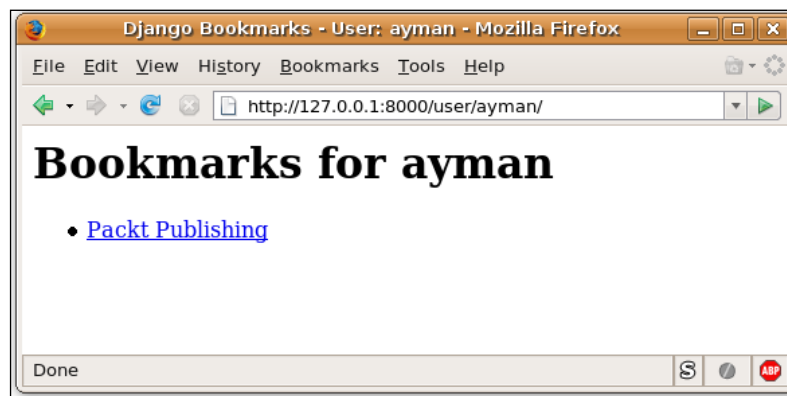 Django Bookmarks - User: ayman - Mozilla Firefox
File Edit View History Bookmarks Tools Help
http://127.0.0.1:8000/user/ayman/
Bookmarks for ayman
• Packt Publishing
Done
S
ABP